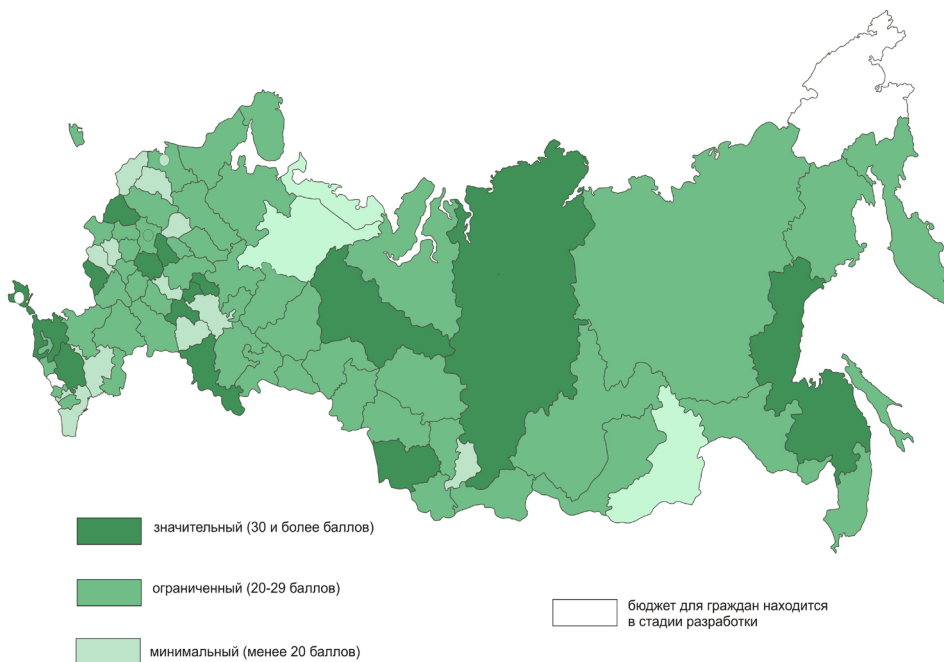 значительный (30 и более баллов)
ограниченный (20-29 баллов)
минимальный (менее 20 баллов)
бюджет для граждан находится
в стадии разработки